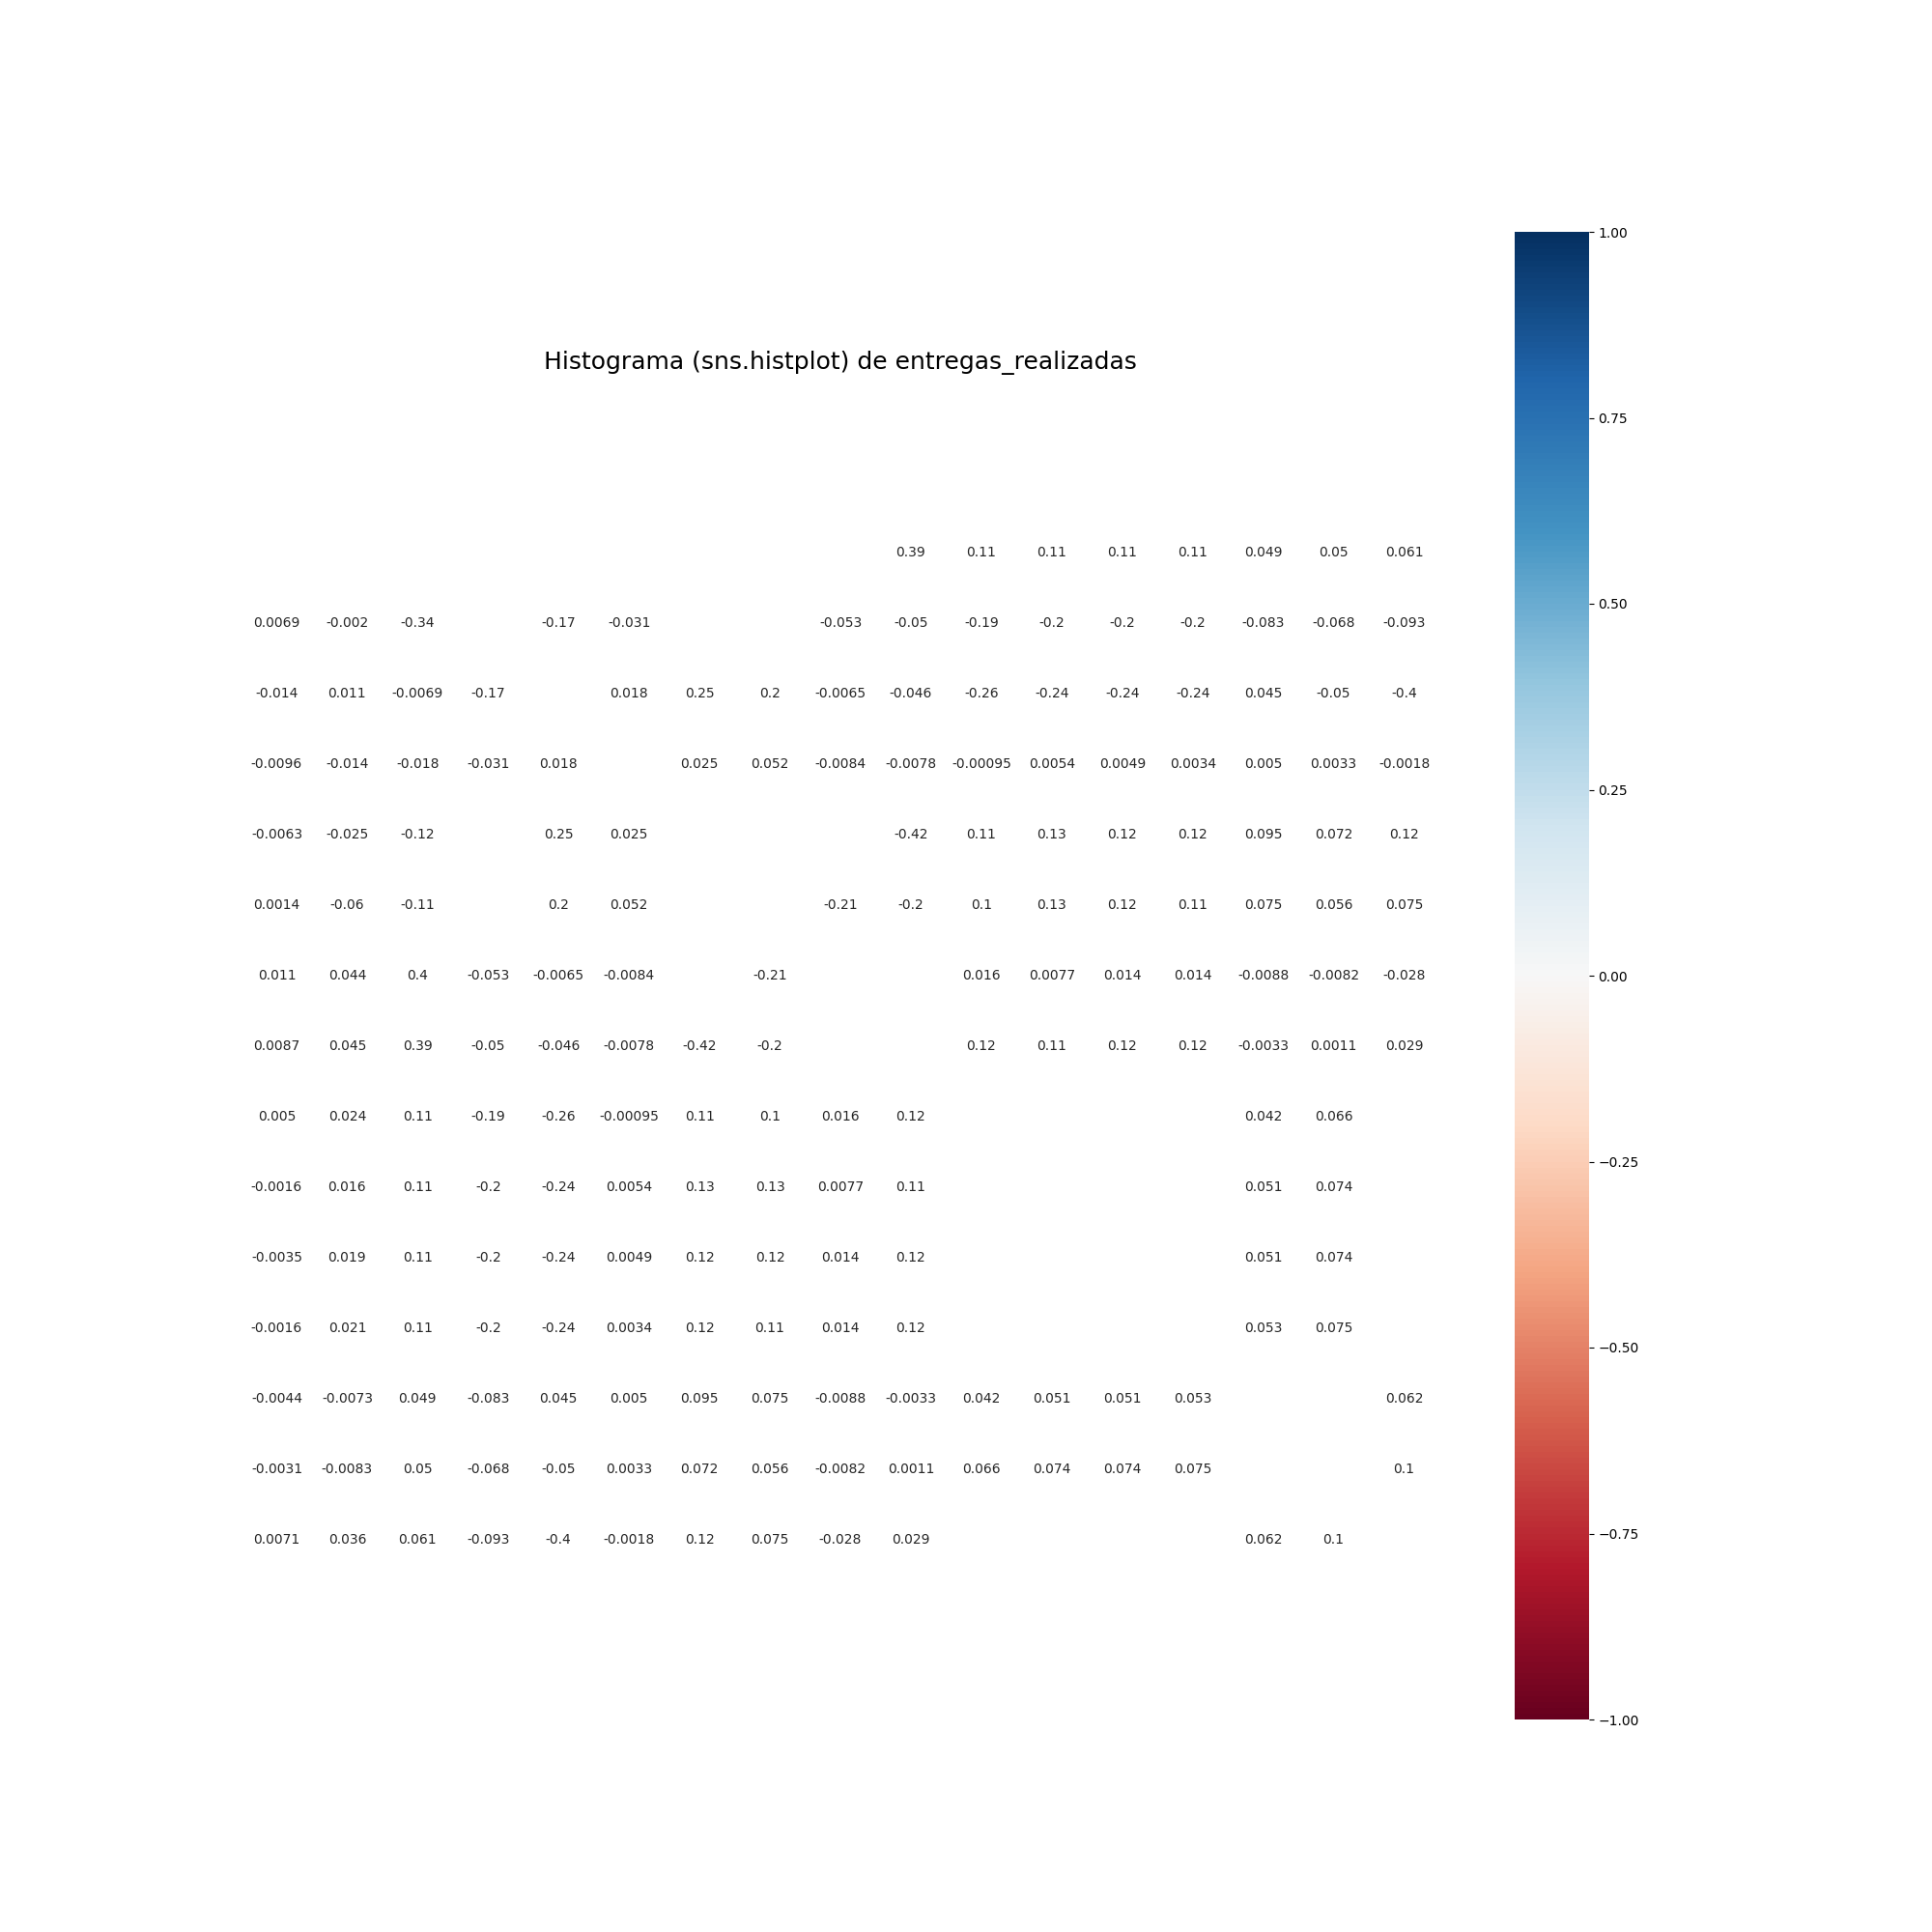 Histograma (sns.histplot) de entregas_realizadas
0.39 0.11 0.11 0.11 0.11 0.049 0.05 0.061
0.0069 -0.002 -0.34 -0.17 -0.031 -0.053 -0.05 -0.19 -0.2 -0.2 -0.2 -0.083 -0.068 -0.093
-0.014 0.011 -0.0069 -0.17 0.018 0.25 0.2 -0.0065 -0.046 -0.26 -0.24 -0.24 -0.24 0.045 -0.05 -0.4
-0.0096 -0.014 -0.018 -0.031 0.018 0.025 0.052 -0.0084 -0.0078 -0.00095 0.0054 0.0049 0.0034 0.005 0.0033 -0.0018
-0.0063 -0.025 -0.12 0.25 0.025 -0.42 0.11 0.13 0.12 0.12 0.095 0.072 0.12
0.0014 -0.06 -0.11 0.2 0.052 -0.21 -0.2 0.1 0.13 0.12 0.11 0.075 0.056 0.075
0.011 0.044 0.4 -0.053 -0.0065 -0.0084 -0.21 0.016 0.0077 0.014 0.014 -0.0088 -0.0082 -0.028
0.0087 0.045 0.39 -0.05 -0.046 -0.0078 -0.42 -0.2 0.12 0.11 0.12 0.12 -0.0033 0.0011 0.029
0.005 0.024 0.11 -0.19 -0.26 -0.00095 0.11 0.1 0.016 0.12 0.042 0.066
-0.0016 0.016 0.11 -0.2 -0.24 0.0054 0.13 0.13 0.0077 0.11 0.051 0.074
-0.0035 0.019 0.11 -0.2 -0.24 0.0049 0.12 0.12 0.014 0.12 0.051 0.074
-0.0016 0.021 0.11 -0.2 -0.24 0.0034 0.12 0.11 0.014 0.12 0.053 0.075
-0.0044 -0.0073 0.049 -0.083 0.045 0.005 0.095 0.075 -0.0088 -0.0033 0.042 0.051 0.051 0.053 0.062
-0.0031 -0.0083 0.05 -0.068 -0.05 0.0033 0.072 0.056 -0.0082 0.0011 0.066 0.074 0.074 0.075 0.1
0.0071 0.036 0.061 -0.093 -0.4 -0.0018 0.12 0.075 -0.028 0.029 0.062 0.1
1.00
0.75
0.50
0.25
0.00
−0.25
−0.50
−0.75
−1.00